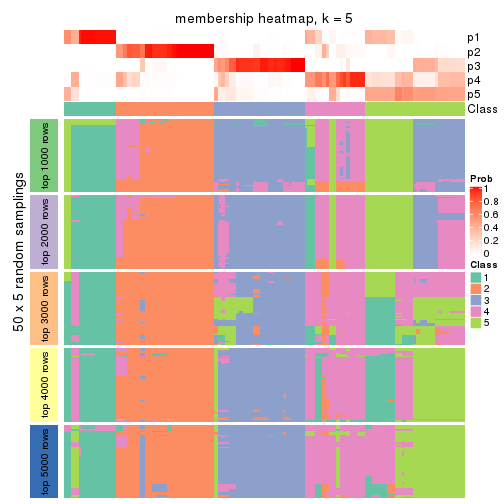 membership heatmap, k = 5
p1
p2
p3
p4
p5
Class
50 x 5 random samplings
top 1000 rows
top 2000 rows
top 3000 rows
top 4000 rows
top 5000 rows
Prob
1
0.8
0.6
0.4
0.2
0
Class
1
2
3
4
5